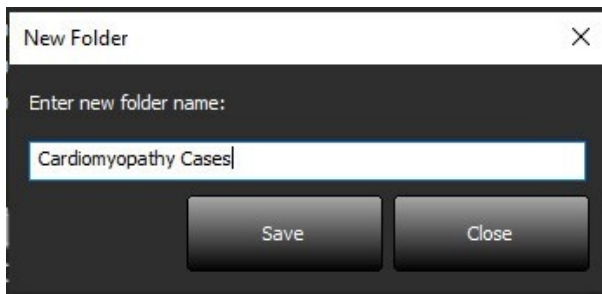 New Folder
Enter new folder name:
Cardiomyopathy Cases
Save Close